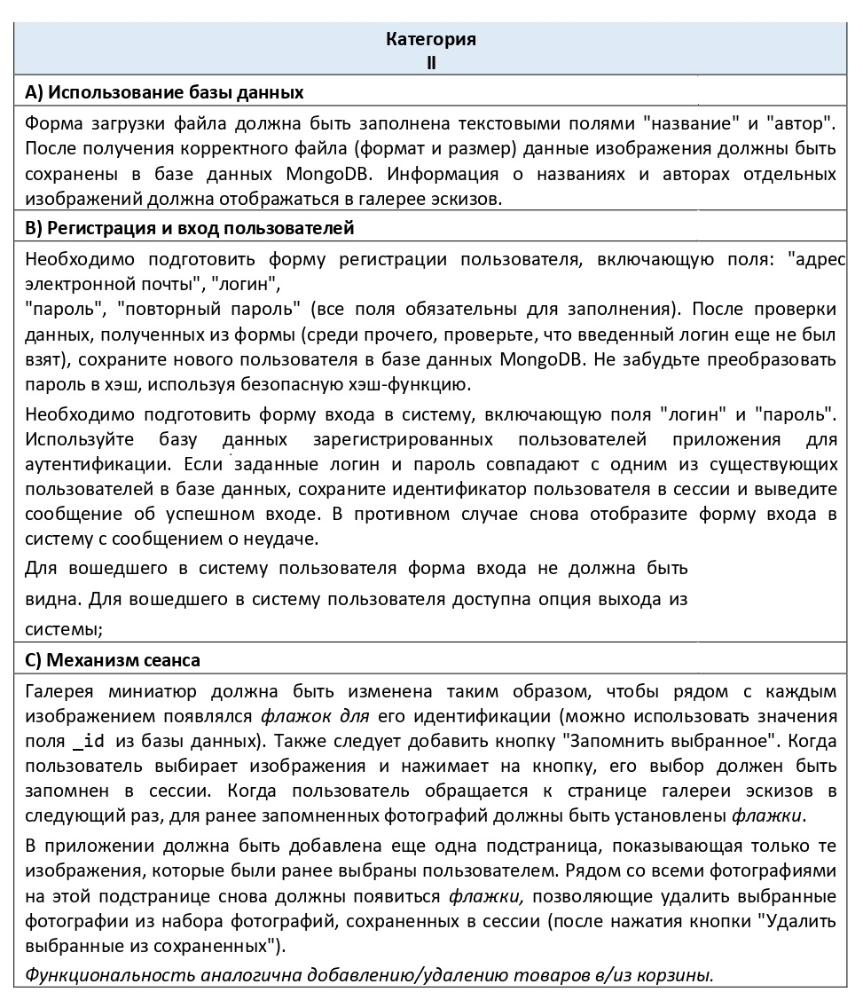 Категория
II
A) Использование базы данных
Форма загрузки файла должна быть заполнена текстовыми полями "название" и "автор".
После получения корректного файла (формат и размер) данные изображения должны быть
сохранены в базе данных MongoDB. Информация о названиях и авторах отдельных
изображений должна отображаться в галерее эскизов.
B) Регистрация и вход пользователей
Необходимо подготовить форму регистрации пользователя, включающую поля: "адрес
электронной почты", "логин",
"пароль", "повторный пароль" (все поля обязательны для заполнения). После проверки
данных, полученных из формы (среди прочего, проверьте, что введенный логин еще не был
взят), сохраните нового пользователя в базе данных MongoDB. Не забудьте преобразовать
пароль в хэш, используя безопасную хэш-функцию.
Необходимо подготовить форму входа в систему, включающую поля "логин" и "пароль".
Используйте базу данных зарегистрированных пользователей приложения для
аутентификации. Если заданные логин и пароль совпадают с одним из существующих
пользователей в базе данных, сохраните идентификатор пользователя в сессии и выведите
сообщение об успешном входе. В противном случае снова отобразите форму входа в
систему с сообщением о неудаче.
Для вошедшего в систему пользователя форма входа не должна быть
видна. Для вошедшего в систему пользователя доступна опция выхода из
системы;
C) Механизм сеанса
Галерея миниатюр должна быть изменена таким образом, чтобы рядом с каждым
изображением появлялся флажок для его идентификации (можно использовать значения
поля _id из базы данных). Также следует добавить кнопку "Запомнить выбранное". Когда
пользователь выбирает изображения и нажимает на кнопку, его выбор должен быть
запомнен в сессии. Когда пользователь обращается к странице галереи эскизов в
следующий раз, для ранее запомненных фотографий должны быть установлены флажки.
В приложении должна быть добавлена еще одна подстраница, показывающая только те
изображения, которые были ранее выбраны пользователем. Рядом со всеми фотографиями
на этой подстранице снова должны появиться флажки, позволяющие удалить выбранные
фотографии из набора фотографий, сохраненных в сессии (после нажатия кнопки "Удалить
выбранные из сохраненных").
Функциональность аналогична добавлению/удалению товаров в/из корзины.